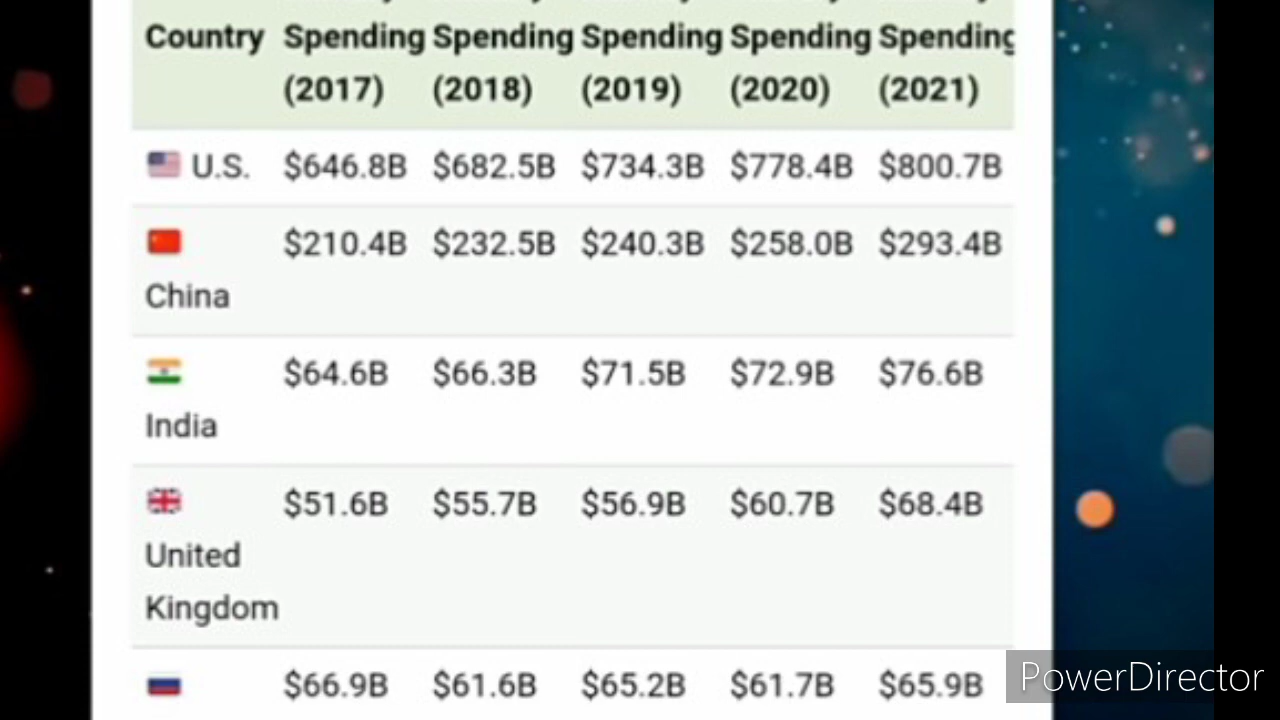 Country Spending Spending Spending Spending Spending
(2017) (2018) (2019) (2020) (2021)
U.S. $646.8B $682.5B $734.3B $778.4B $800.7B
$210.4B $232.5B $240.3B $258.0B $293.4B
China
$64.6B $66.3B $71.5B $72.9B $76.6B
India
$51.6B $55.7B $56.9B $60.7B $68.4B
United
Kingdom
$66.9B $61.6B $65.2B $61.7B $65.9B
PowerDirector